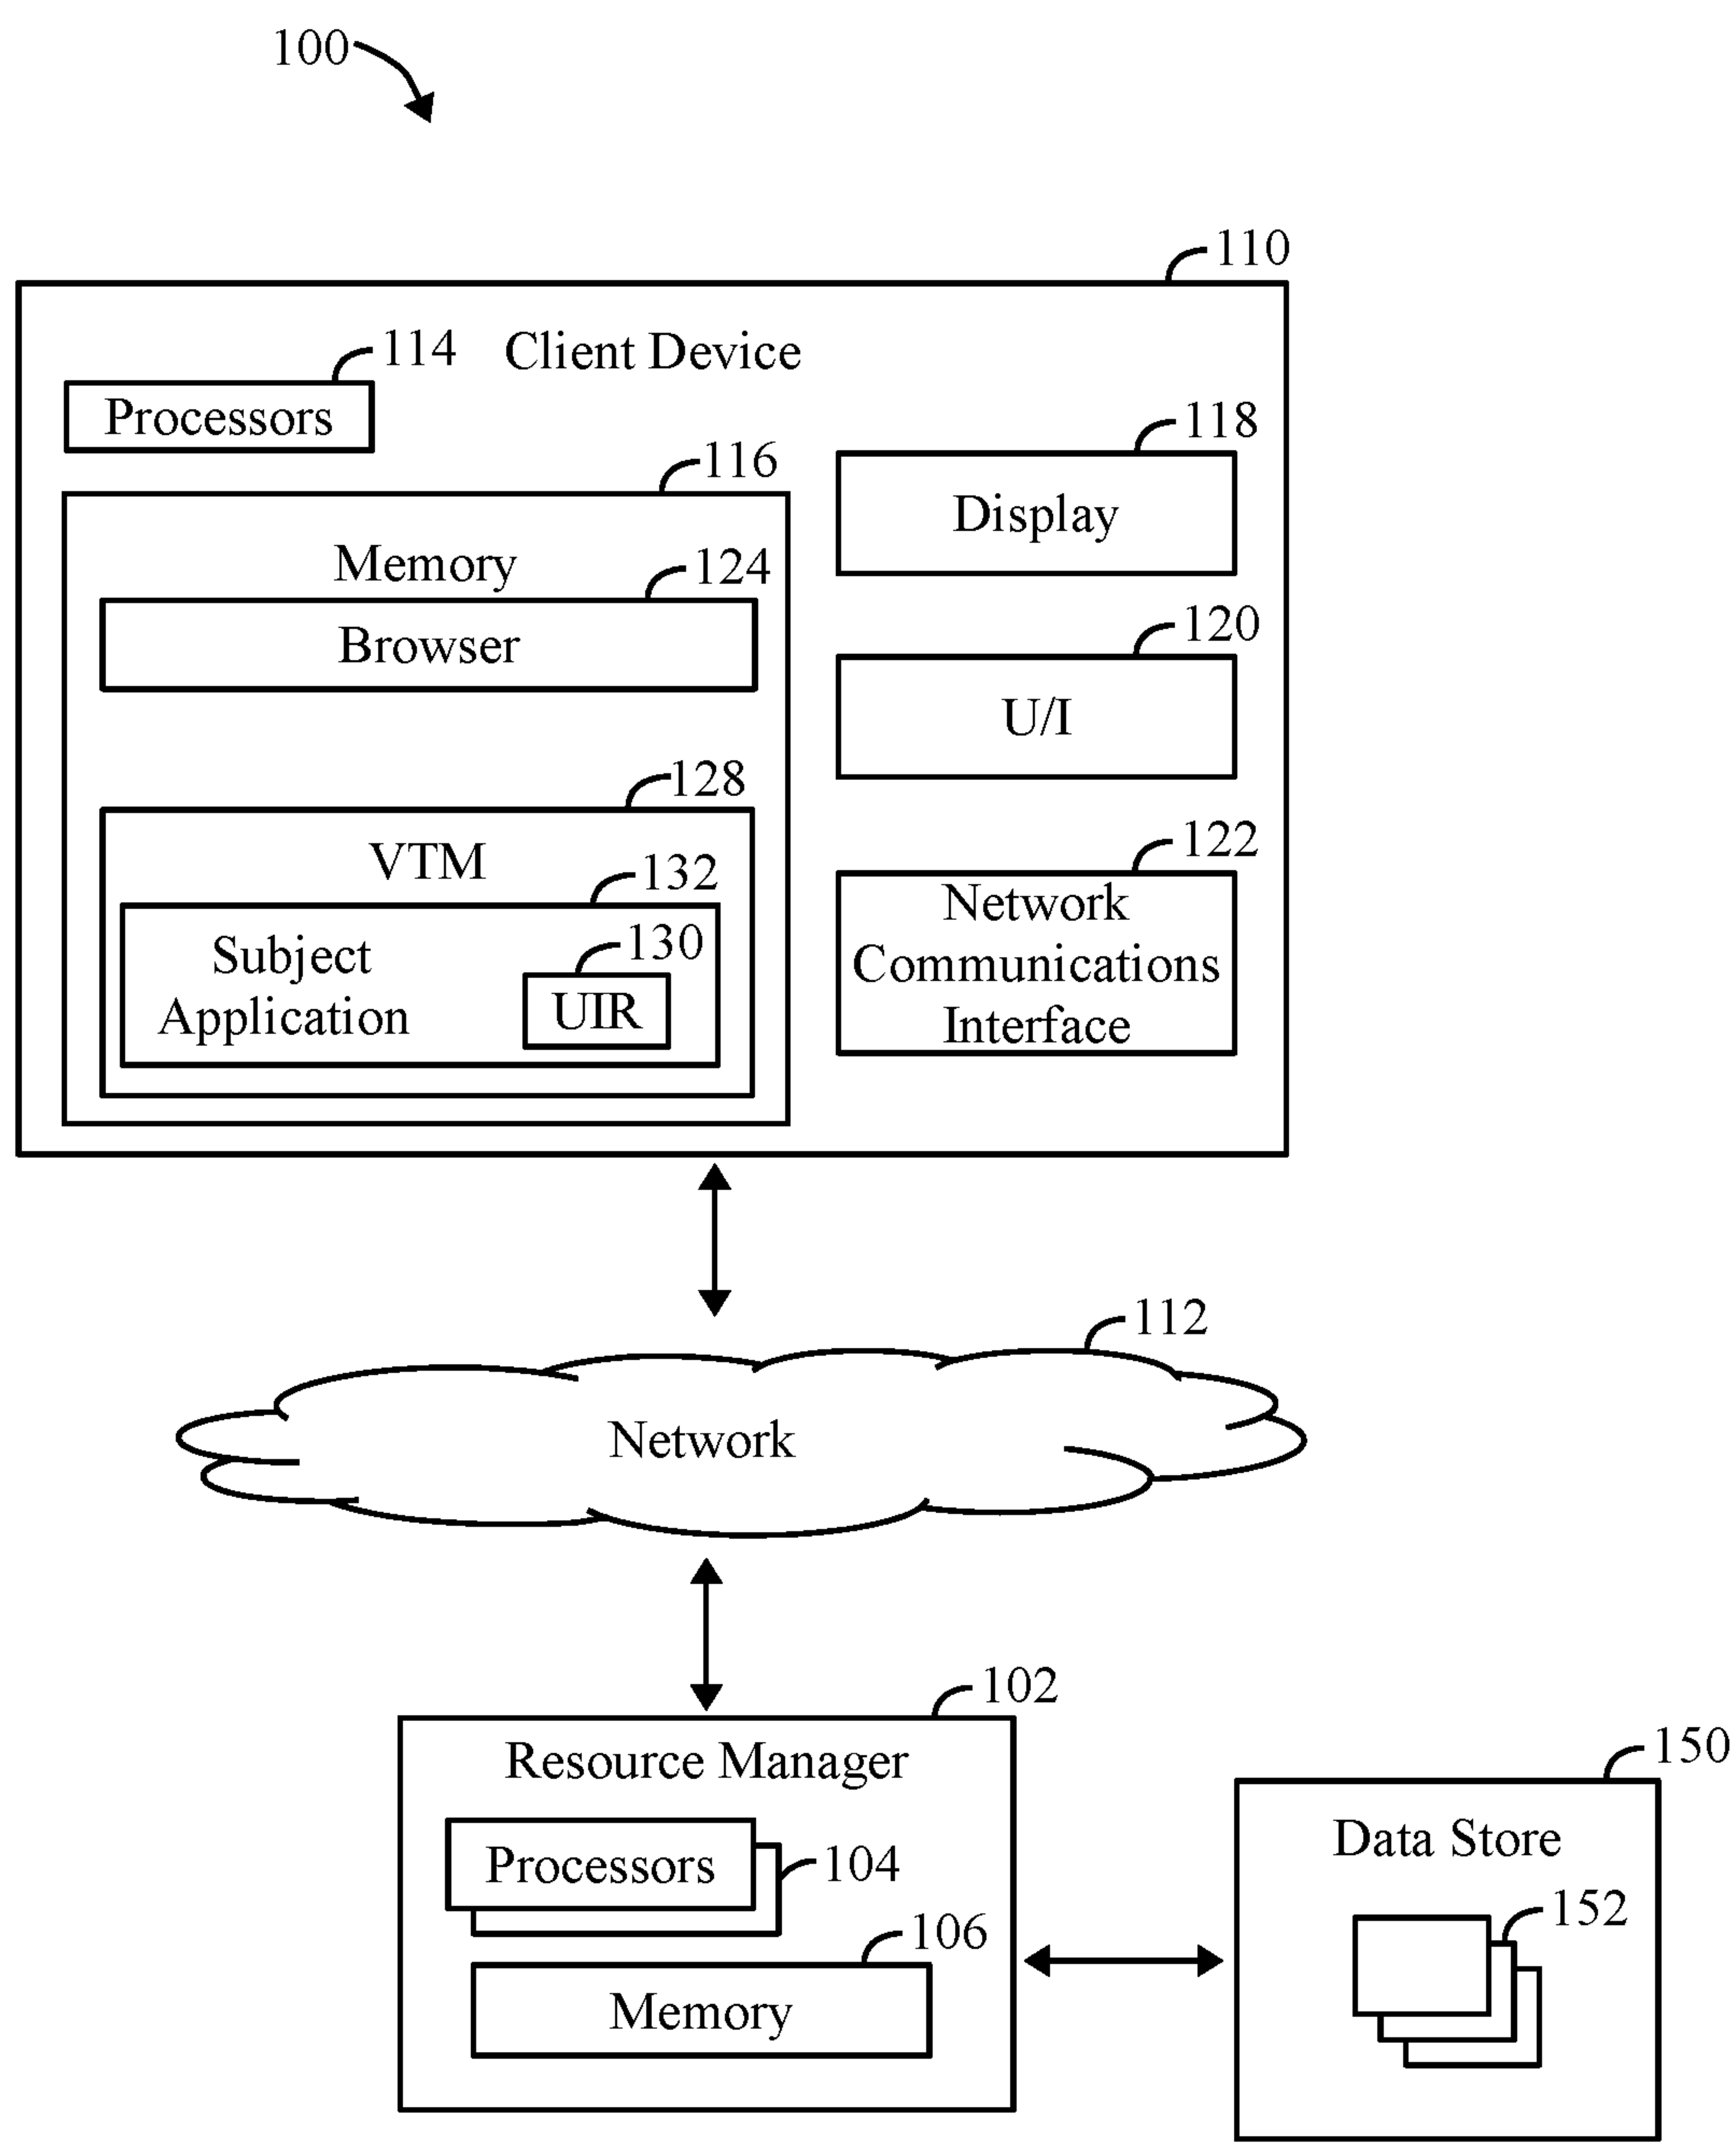 100
110
Client Device
114
Processors
116
Memory
124
Browser
128
VTM
132
Subject
Application
130
UIR
118
Display
120
U/I
122
Network
Communications
Interface
112
Network
102
Resource Manager
Processors
104
106
Memory
150
Data Store
152